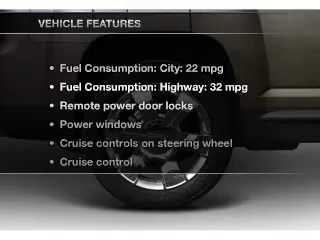 VEHICLE FEATURES
• Fuel Consumption: City: 22 mpg
• Fuel Consumption: Highway: 32 mpg
• Remote power door locks
• Power windows
• Cruise controls on steering wheel
• Cruise control